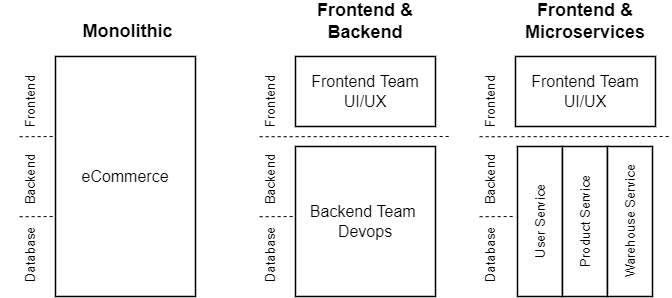 Monolithic
Frontend
Backend
Database
eCommerce
Frontend &
Backend
Frontend
Backend
Database
Frontend Team
UI/UX
Backend Team
Devops
Frontend &
Microservices
Frontend
Backend
Database
Frontend Team
UI/UX
User Service
Product Service
Warehouse Service